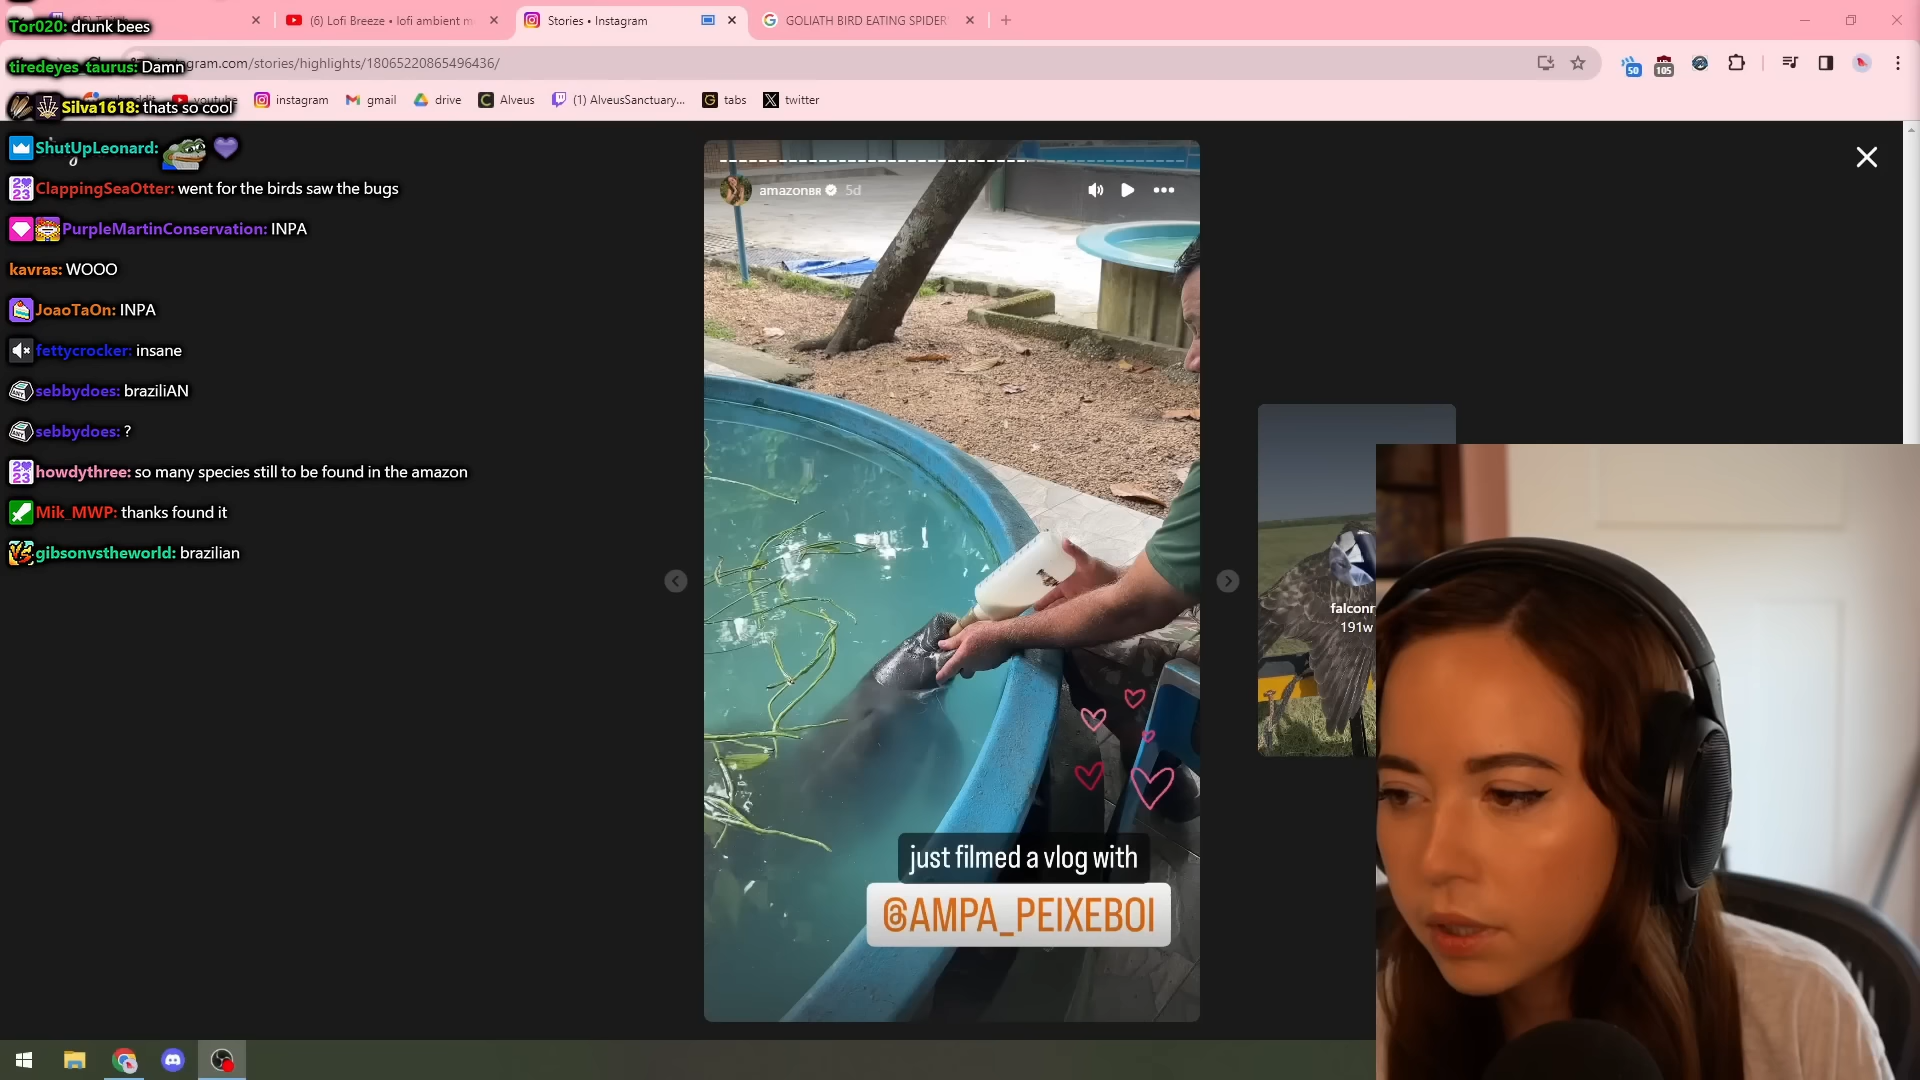 (6) Lofi Breeze • lofi ambient m
Stories • Instagram
GOLIATH BIRD EATING SPIDER
gram.com/stories/highlights/18065220865496436/
50
105
youtube
instagram
gmail
drive
Alveus
(1) AlveusSanctuary...
tabs
twitter
Tor020: drunk bees
tiredeyes_taurus: Damn
Silva1618: thats so cool
ShutUpLeonard:
ClappingSeaOtter: went for the birds saw the bugs
PurpleMartinConservation: INPA
kavras: WOOO
JoaoTaOn: INPA
fettycrocker: insane
sebbydoes: braziliAN
sebbydoes: ?
howdythree: so many species still to be found in the amazon
Mik_MWP: thanks found it
gibsonvstheworld: brazilian
amazonBR 5d
just filmed a vlog with
@AMPA_PEIXEBOI
falconr
191w